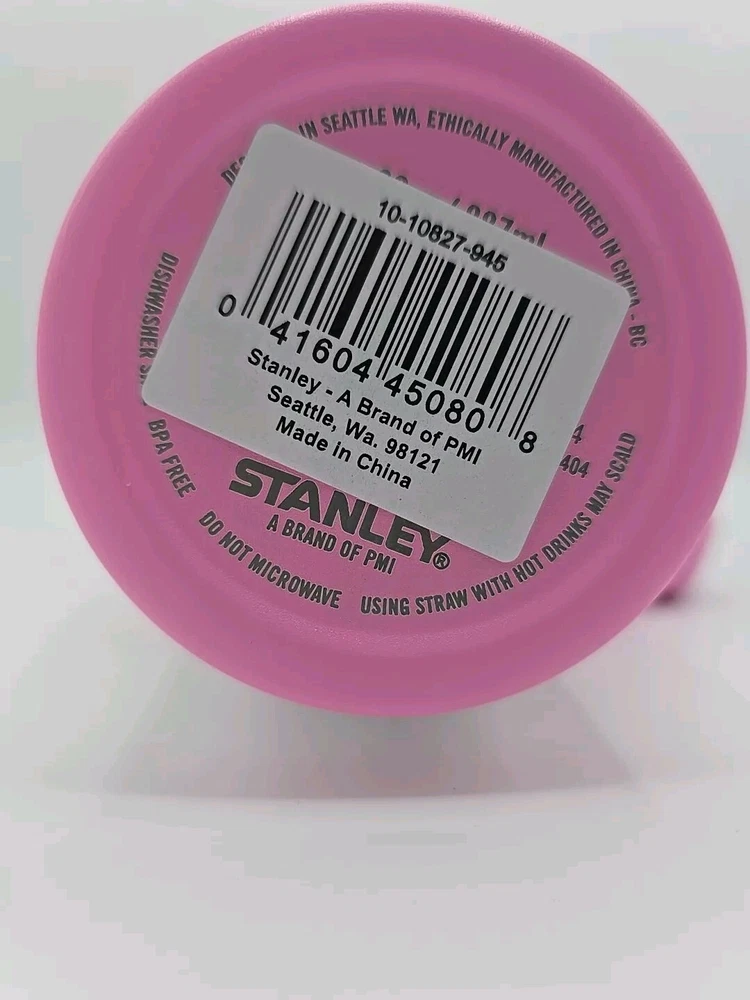 IN SEATTLE WA, ETHICALLY MANUFACTURED IN CHINA - BC
10-10827-945
0 41604 45080 8
Stanley - A Brand of PMI
Seattle, Wa. 98121
Made in China
404
STANLEY®
A BRAND OF PMI
DISHWASHER
BPA FREE
DO NOT MICROWAVE
USING STRAW WITH HOT DRINKS MAY SCALD